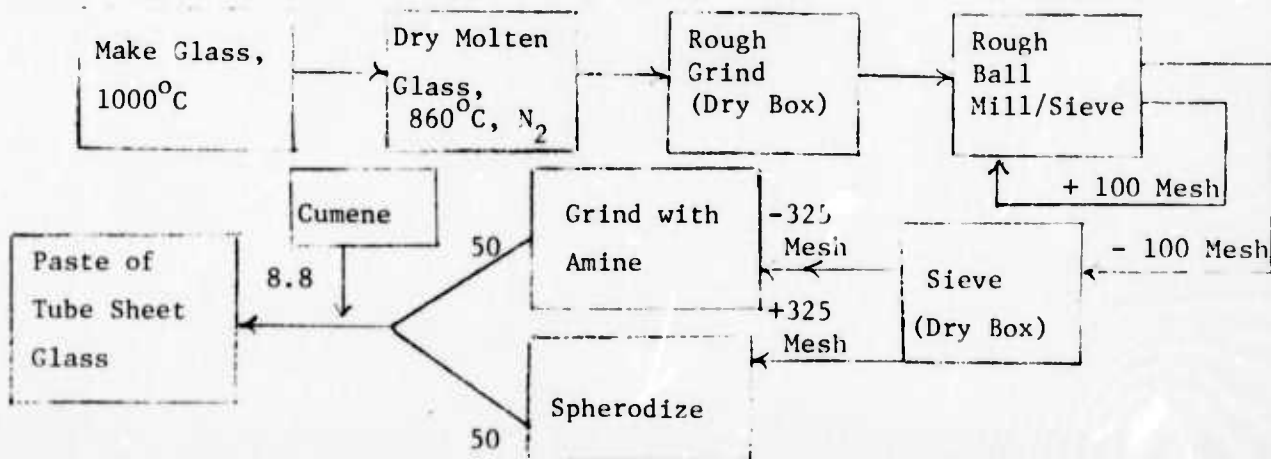 Make Glass,
1000°C
Dry Molten
Glass,
860°C, N2
Rough
Grind
(Dry Box)
Rough
Ball
Mill/Sieve
+ 100 Mesh
- 100 Mesh
Sieve
(Dry Box)
-325
Mesh
+325
Mesh
Grind with
Amine
Spherodize
50
50
Cumene
8.8
Paste of
Tube Sheet
Glass